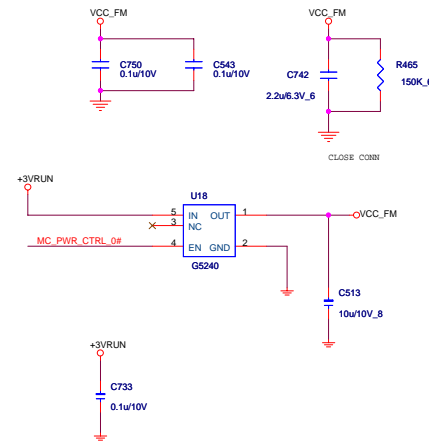 VCC_FM
VCC_FM
C750
0.1u/10V
C543
0.1u/10V
C742
2.2u/6.3V_6
R465
150K_6
CLOSE CONN
+3VRUN
U18
5 IN OUT 1
3 NC
4 EN GND 2
G5240
VCC_FM
MC_PWR_CTRL_0#
C513
10u/10V_8
+3VRUN
C733
0.1u/10V